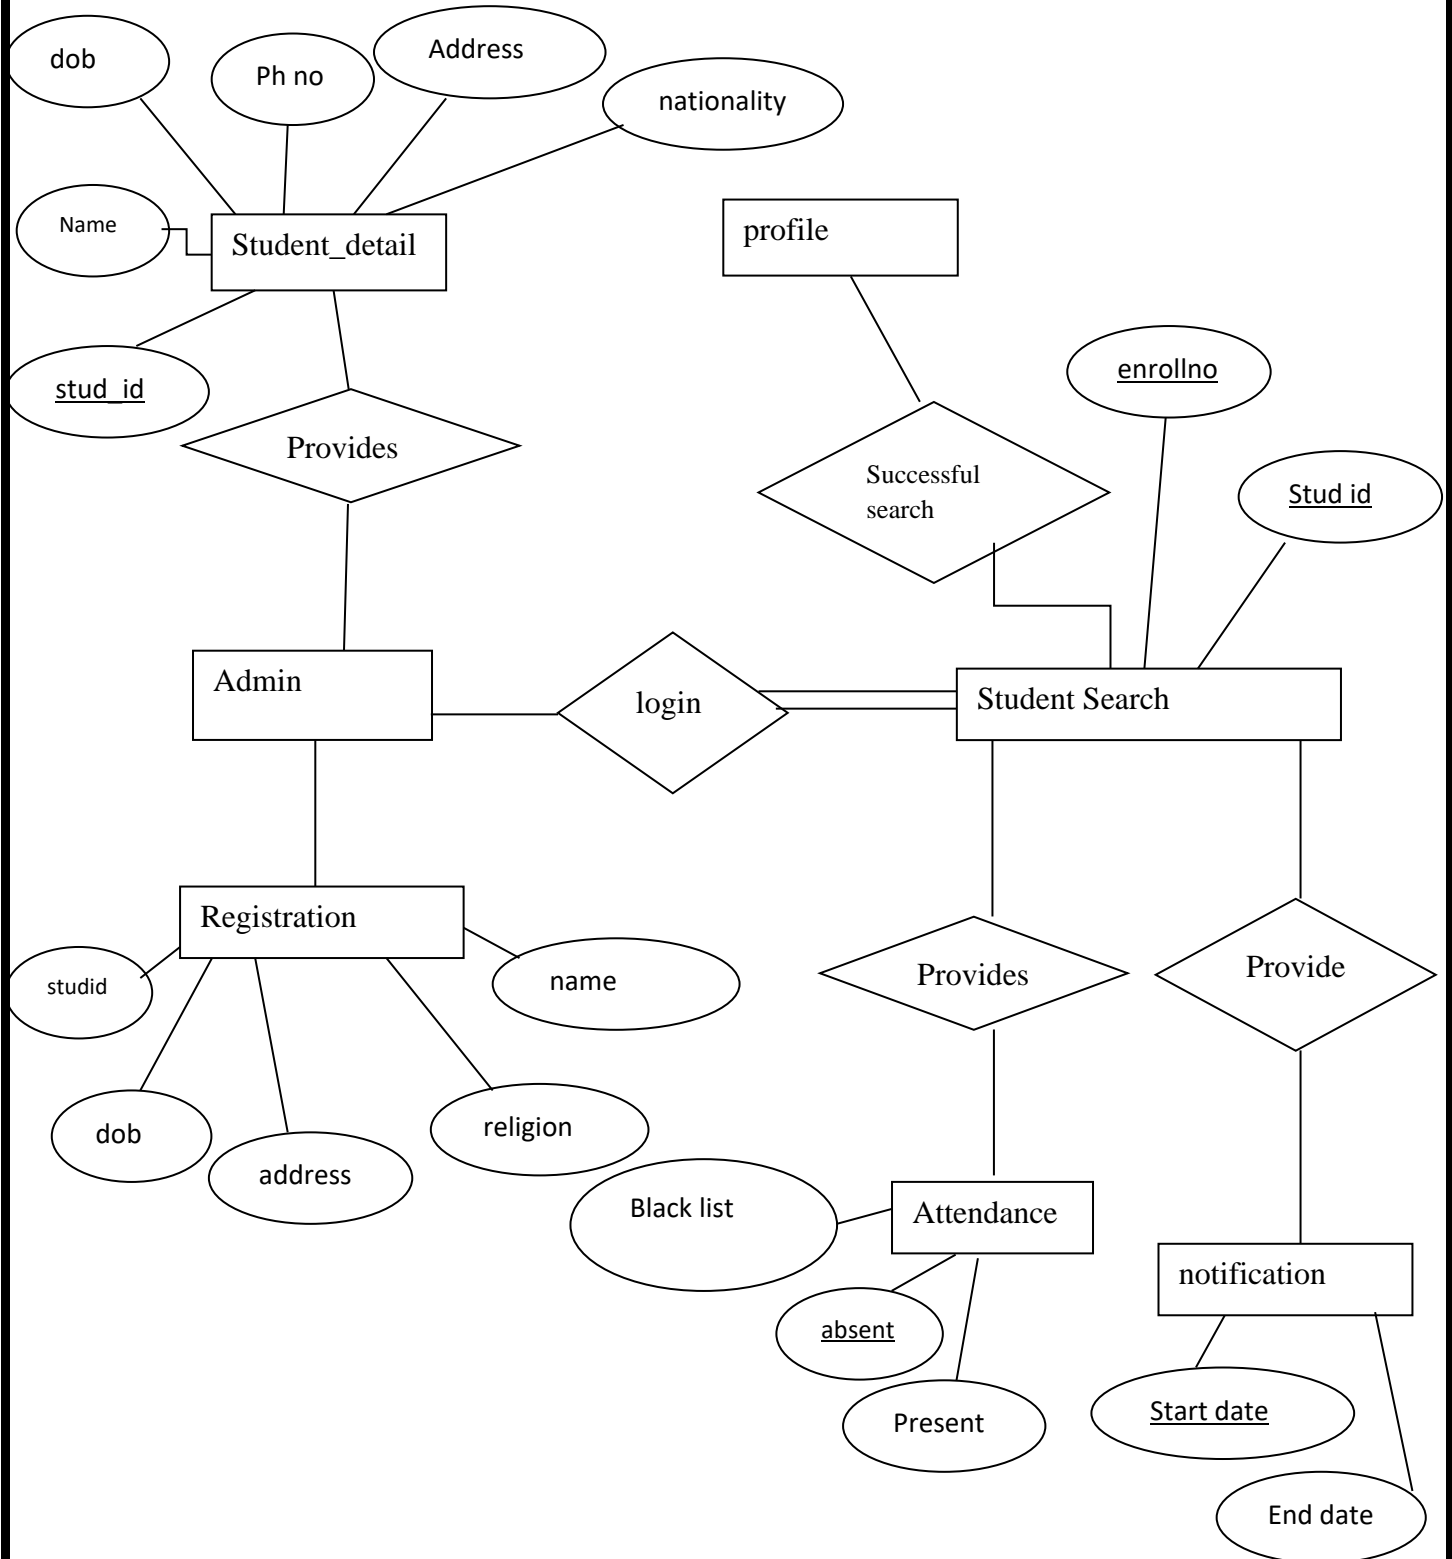 dob
Ph no
Address
nationality
Name
Student_detail
profile
stud_id
enrollno
Provides
Successful
search
Stud id
Admin
login
Student Search
Registration
studid
name
Provides
Provide
dob
address
religion
Black list
Attendance
notification
absent
Present
Start date
End date